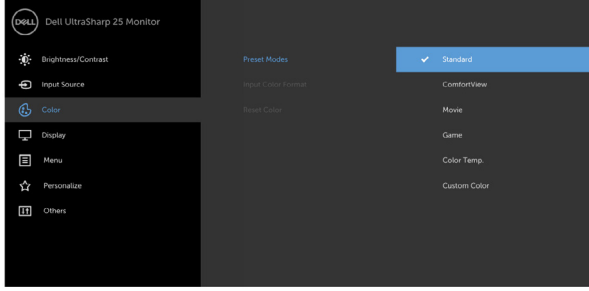 DELL
Dell UltraSharp 25 Monitor
Brightness/Contrast
Input Source
Color
Display
Menu
Personalize
Others
Preset Modes
Input Color Format
Reset Color
Standard
ComfortView
Movie
Game
Color Temp.
Custom Color